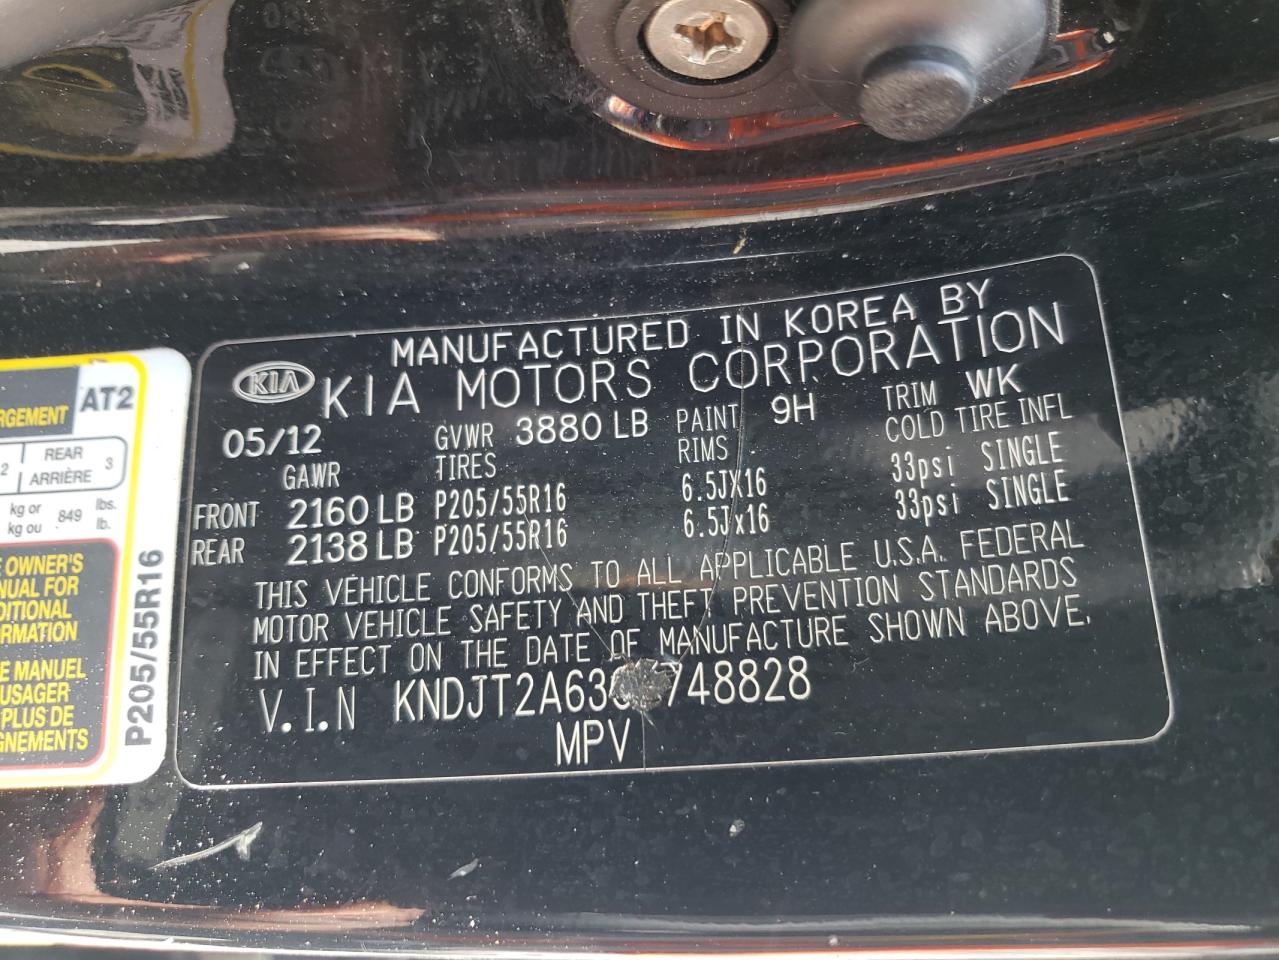 MANUFACTURED IN KOREA BY
KIA KIA MOTORS CORPORATION
05/12 GVWR 3880 LB PAINT 9H TRIM WK
GAWR TIRES RIMS COLD TIRE INFL
FRONT 2160 LB P205/55R16 6.5Jx16 33psi SINGLE
REAR 2138 LB P205/55R16 6.5Jx16 33psi SINGLE
THIS VEHICLE CONFORMS TO ALL APPLICABLE U.S.A. FEDERAL
MOTOR VEHICLE SAFETY AND THEFT PREVENTION STANDARDS
IN EFFECT ON THE DATE OF MANUFACTURE SHOWN ABOVE.
V.I.N
MPV
AT2
REAR
ARRIÈRE 3
kg or
kg ou 849 lbs.
lb.
OWNER'S
FOR
MANUEL
PLUS DE
P205/55R16